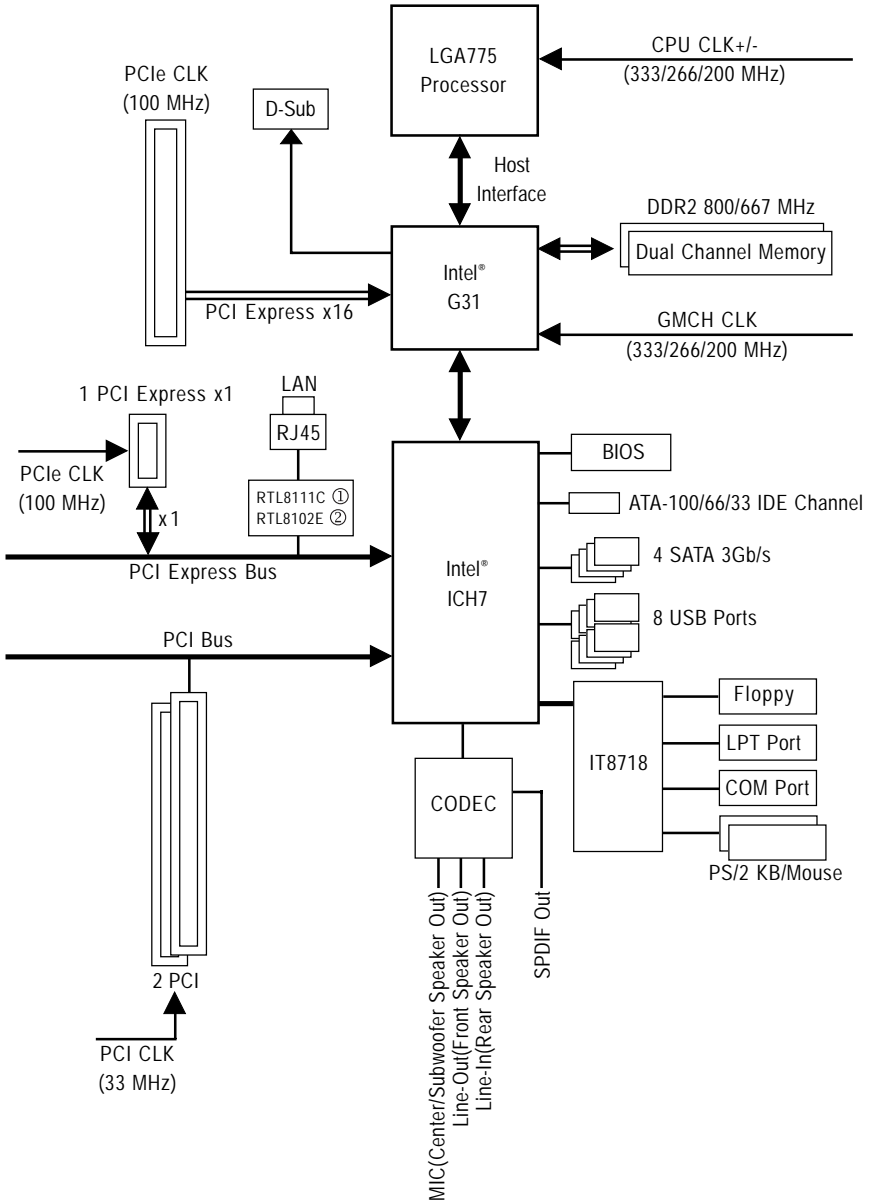 LGA775
Processor
CPU CLK+/-
(333/266/200 MHz)
PCIe CLK
(100 MHz)
D-Sub
Host
Interface
DDR2 800/667 MHz
Dual Channel Memory
Intel®
G31
PCI Express x16
GMCH CLK
(333/266/200 MHz)
1 PCI Express x1
LAN
RJ45
PCIe CLK
(100 MHz)
x1
RTL8111C ①
RTL8102E ②
PCI Express Bus
BIOS
ATA-100/66/33 IDE Channel
Intel®
ICH7
4 SATA 3Gb/s
8 USB Ports
PCI Bus
IT8718
Floppy
LPT Port
COM Port
PS/2 KB/Mouse
CODEC
MIC(Center/Subwoofer Speaker Out)
Line-Out(Front Speaker Out)
Line-In(Rear Speaker Out)
SPDIF Out
2 PCI
PCI CLK
(33 MHz)